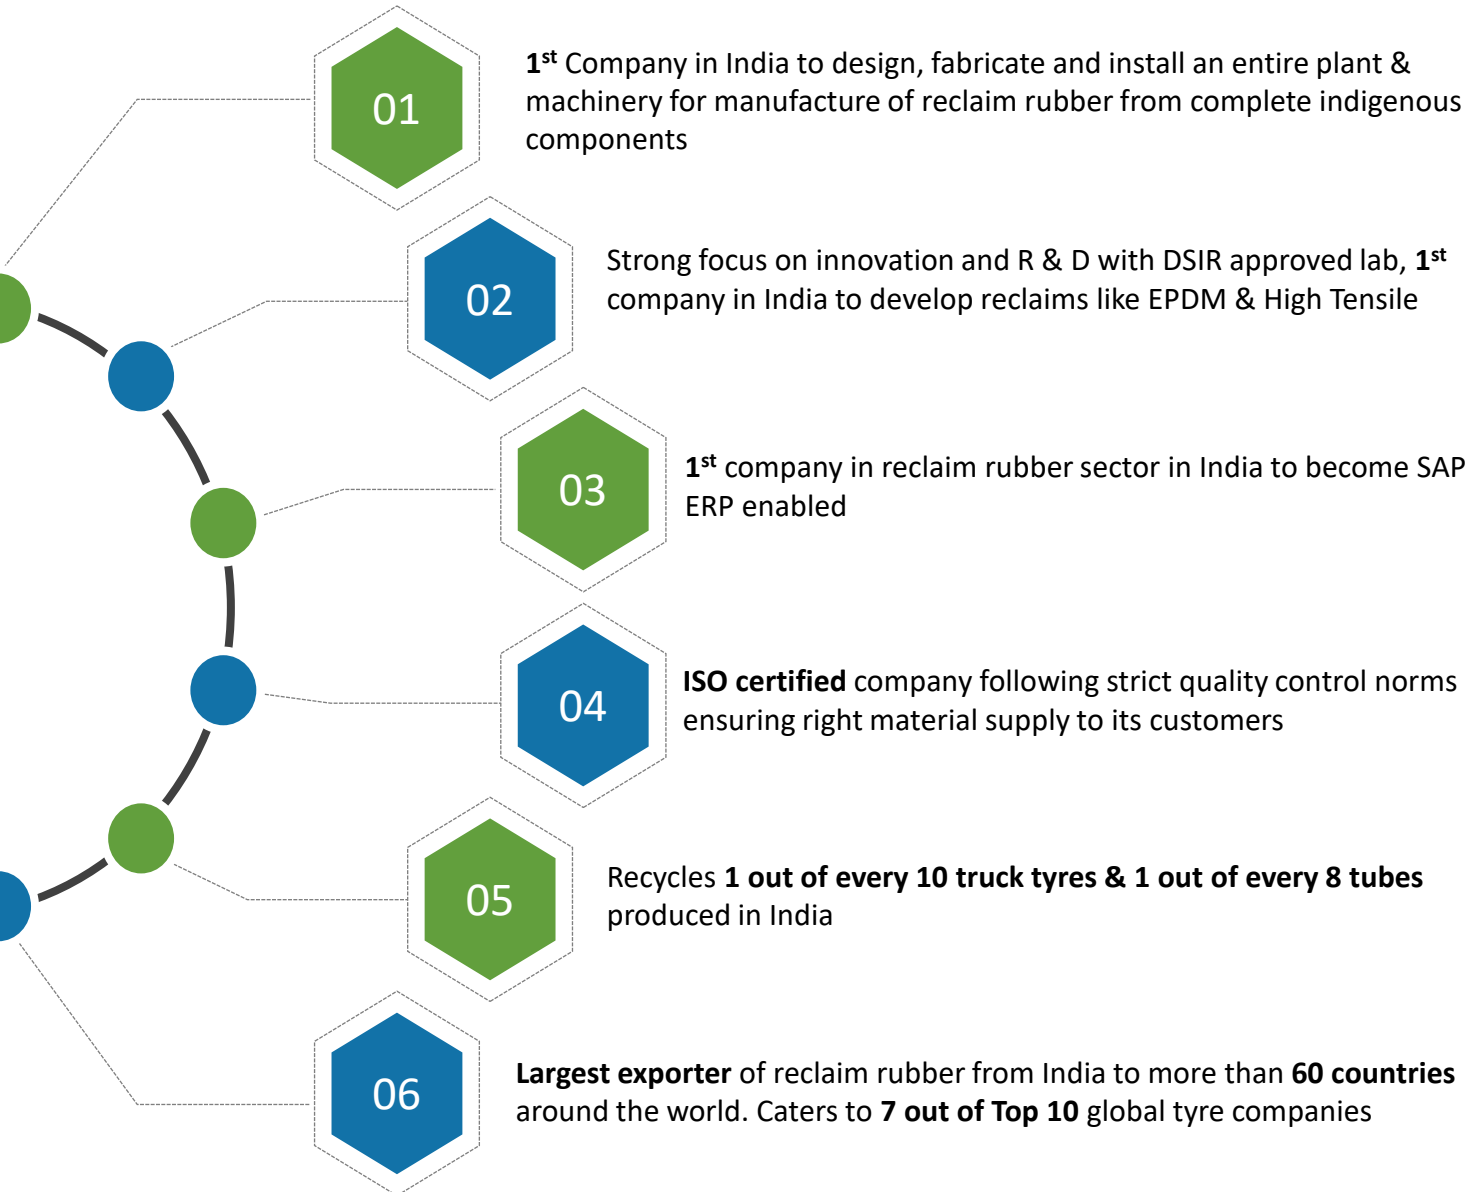 01
1st Company in India to design, fabricate and install an entire plant &
machinery for manufacture of reclaim rubber from complete indigenous
components
02
Strong focus on innovation and R & D with DSIR approved lab, 1st
company in India to develop reclaims like EPDM & High Tensile
03
1st company in reclaim rubber sector in India to become SAP
ERP enabled
04
ISO certified company following strict quality control norms
ensuring right material supply to its customers
05
Recycles 1 out of every 10 truck tyres & 1 out of every 8 tubes
produced in India
06
Largest exporter of reclaim rubber from India to more than 60 countries
around the world. Caters to 7 out of Top 10 global tyre companies